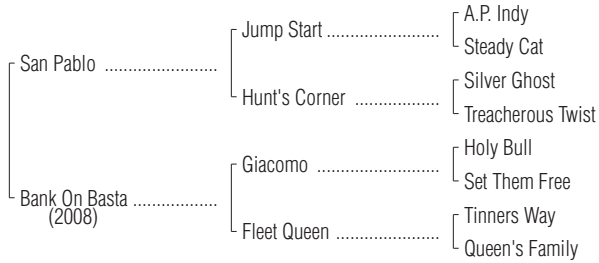 A.P. Indy
Jump Start ....................
Steady Cat
San Pablo ....................
Silver Ghost
Hunt's Corner ...............
Treacherous Twist
Holy Bull
Giacomo ......................
Set Them Free
Bank On Basta ...............
(2008)
Tinners Way
Fleet Queen ..................
Queen's Family